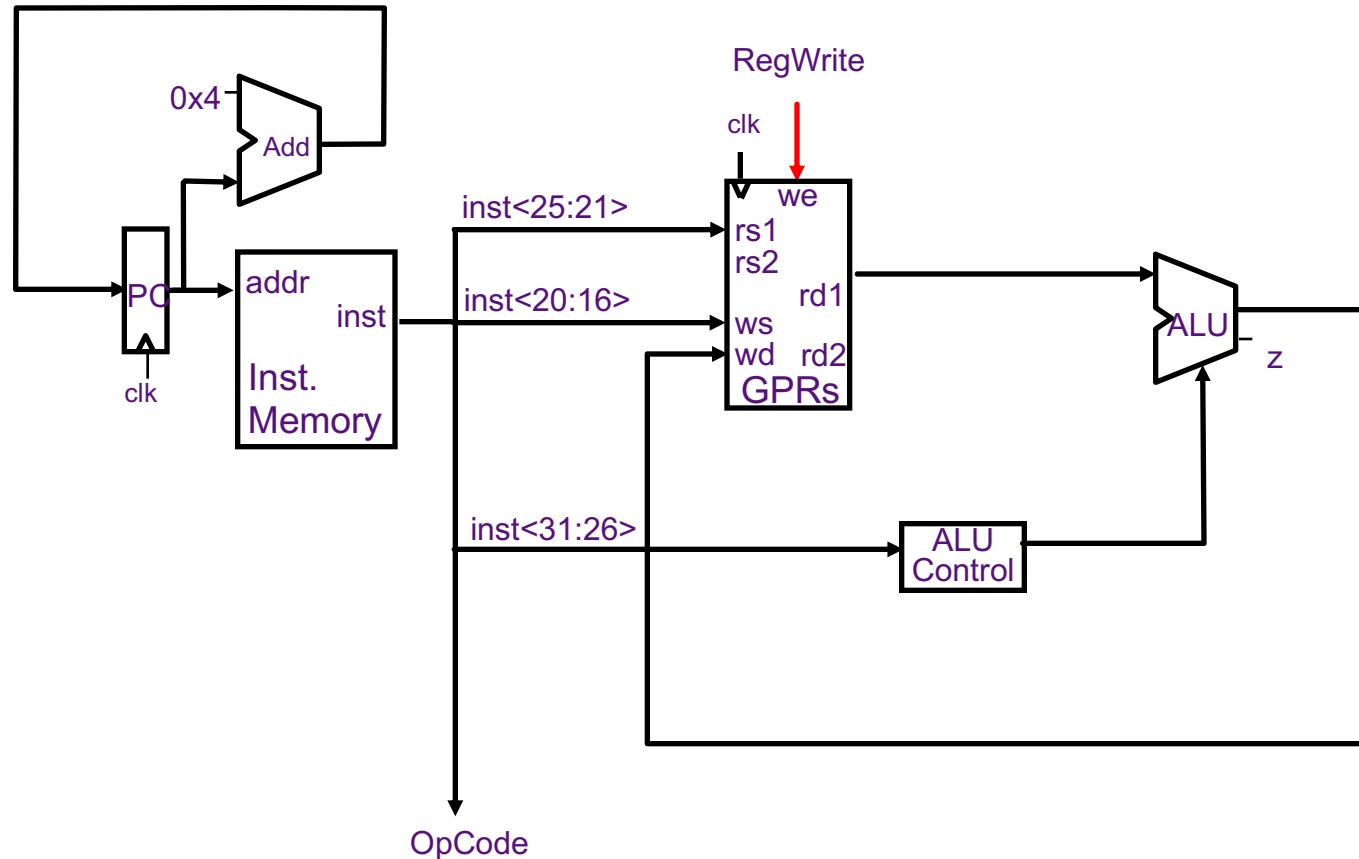 RegWrite
0x4
Add
clk
inst<25:21>
we
rs1
rs2
PC
addr
inst<20:16>
rd1
inst
ws
ALU
wd rd2
z
clk
Inst.
Memory
GPRs
inst<31:26>
ALU
Control
OpCode